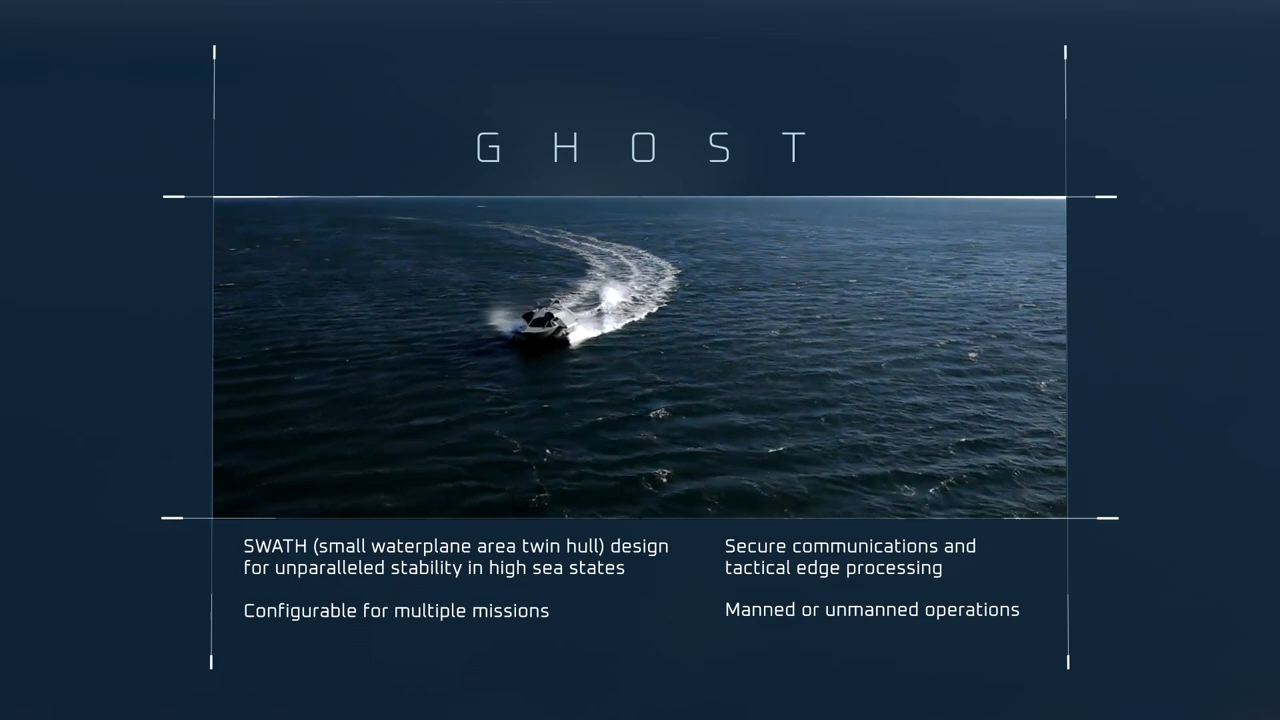 GHOST
SWATH (small waterplane area twin hull) design
for unparalleled stability in high sea states
Configurable for multiple missions
Secure communications and
tactical edge processing
Manned or unmanned operations